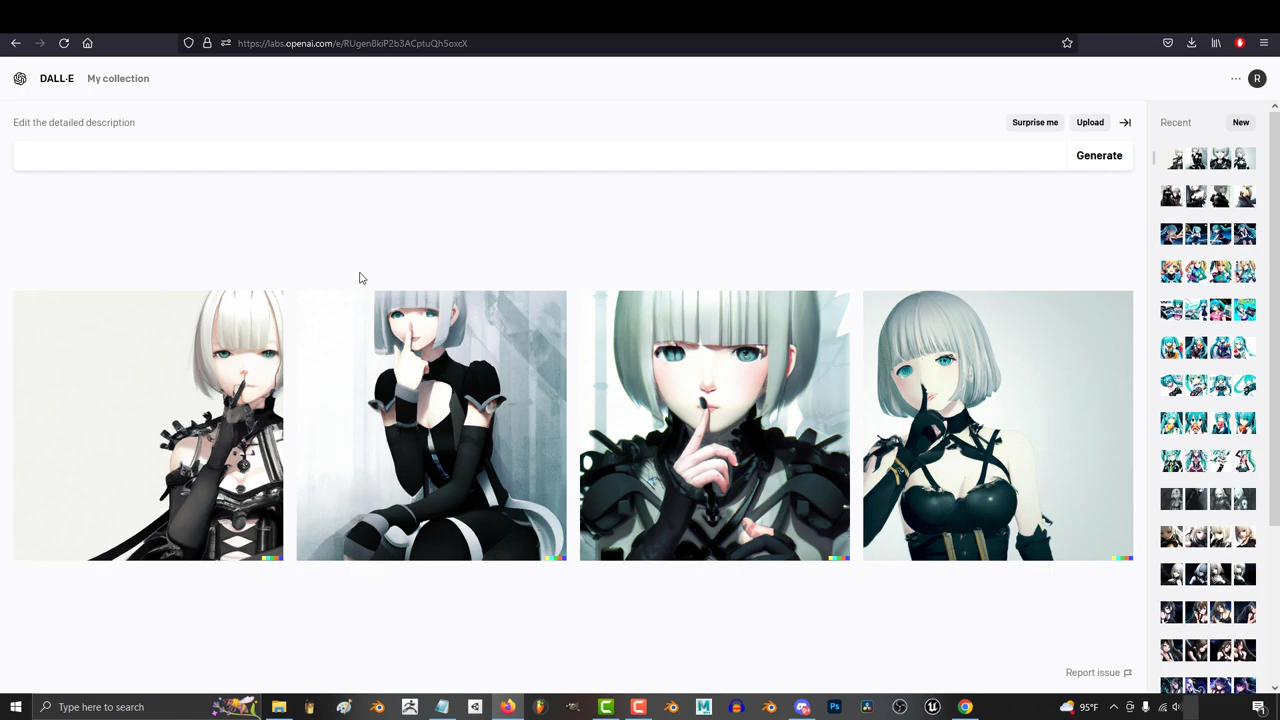 https://labs.openai.com/e/RUgen8kiP2b3ACptuQh5oxcX
DALL·E My collection
R
Edit the detailed description
Surprise me
Upload
Recent
New
Generate
Report issue
Type here to search
95°F